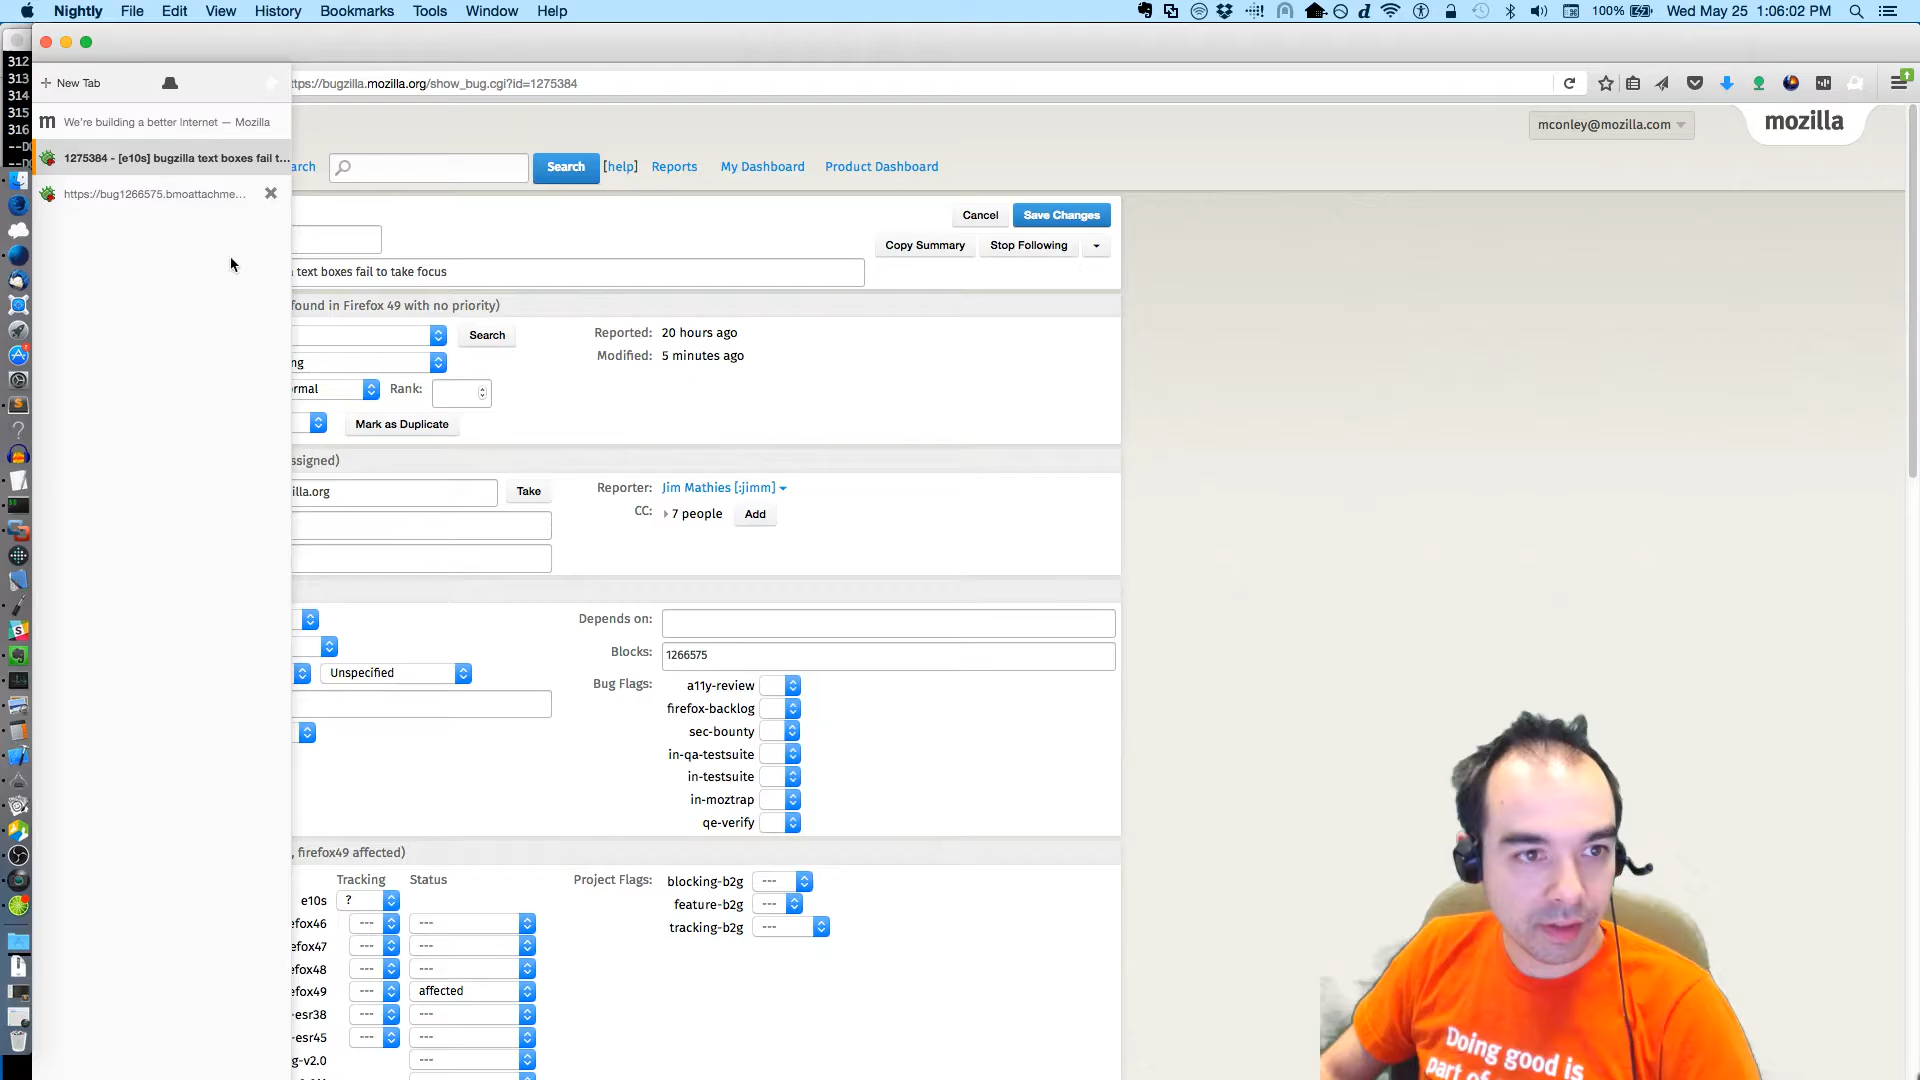 Nightly File Edit View History Bookmarks Tools Window Help
100% Wed May 25 1:06:02 PM
312
313
314
315
316
New Tab
ttps://bugzilla.mozilla.org/show_bug.cgi?id=1275384
m We're building a better Internet — Mozilla
1275384 - [e10s] bugzilla text boxes fail t...
https://bug1266575.bmoattachme...
mconley@mozilla.com
mozilla
arch Search [help] Reports My Dashboard Product Dashboard
Cancel Save Changes
Copy Summary Stop Following
text boxes fail to take focus
found in Firefox 49 with no priority)
Search Reported: 20 hours ago
ng Modified: 5 minutes ago
rmal Rank:
Mark as Duplicate
ssigned)
illa.org Take Reporter: Jim Mathies [:jimm]
CC: 7 people Add
Depends on:
Blocks: 1266575
Unspecified
Bug Flags: a11y-review
firefox-backlog
sec-bounty
in-qa-testsuite
in-testsuite
in-moztrap
qe-verify
, firefox49 affected)
Tracking Status Project Flags: blocking-b2g ---
e10s ? feature-b2g ---
efox46 --- --- tracking-b2g ---
efox47 --- ---
efox48 --- ---
efox49 --- affected
-esr38 --- ---
-esr45 --- ---
g-v2.0 ---
Doing good is
part of